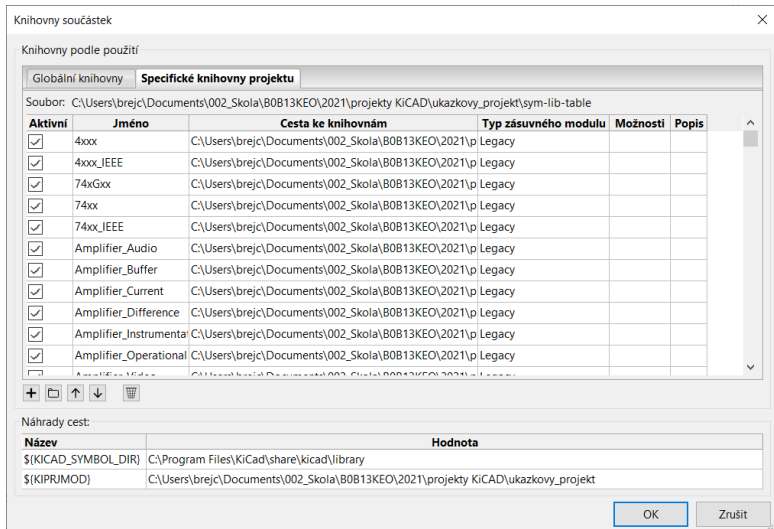 Knihovny součástek
Knihovny podle použití
Globální knihovny Specifické knihovny projektu
Soubor: C:\Users\brejc\Documents\002_Skola\B0B13KEO\2021\projekty KiCAD\ukazkovy_projekt\sym-lib-table
Aktivní Jméno Cesta ke knihovnám Typ zásuvného modulu Možnosti Popis
4xxx C:\Users\brejc\Documents\002_Skola\B0B13KEO\2021\p Legacy
4xxx_IEEE C:\Users\brejc\Documents\002_Skola\B0B13KEO\2021\p Legacy
74xGxx C:\Users\brejc\Documents\002_Skola\B0B13KEO\2021\p Legacy
74xx C:\Users\brejc\Documents\002_Skola\B0B13KEO\2021\p Legacy
74xx_IEEE C:\Users\brejc\Documents\002_Skola\B0B13KEO\2021\p Legacy
Amplifier_Audio C:\Users\brejc\Documents\002_Skola\B0B13KEO\2021\p Legacy
Amplifier_Buffer C:\Users\brejc\Documents\002_Skola\B0B13KEO\2021\p Legacy
Amplifier_Current C:\Users\brejc\Documents\002_Skola\B0B13KEO\2021\p Legacy
Amplifier_Difference C:\Users\brejc\Documents\002_Skola\B0B13KEO\2021\p Legacy
Amplifier_Instrumenta C:\Users\brejc\Documents\002_Skola\B0B13KEO\2021\p Legacy
Amplifier_Operational C:\Users\brejc\Documents\002_Skola\B0B13KEO\2021\p Legacy
Náhrady cest:
Název Hodnota
${KICAD_SYMBOL_DIR} C:\Program Files\KiCad\share\kicad\library
${KIPRJMOD} C:\Users\brejc\Documents\002_Skola\B0B13KEO\2021\projekty KiCAD\ukazkovy_projekt
OK Zrušit